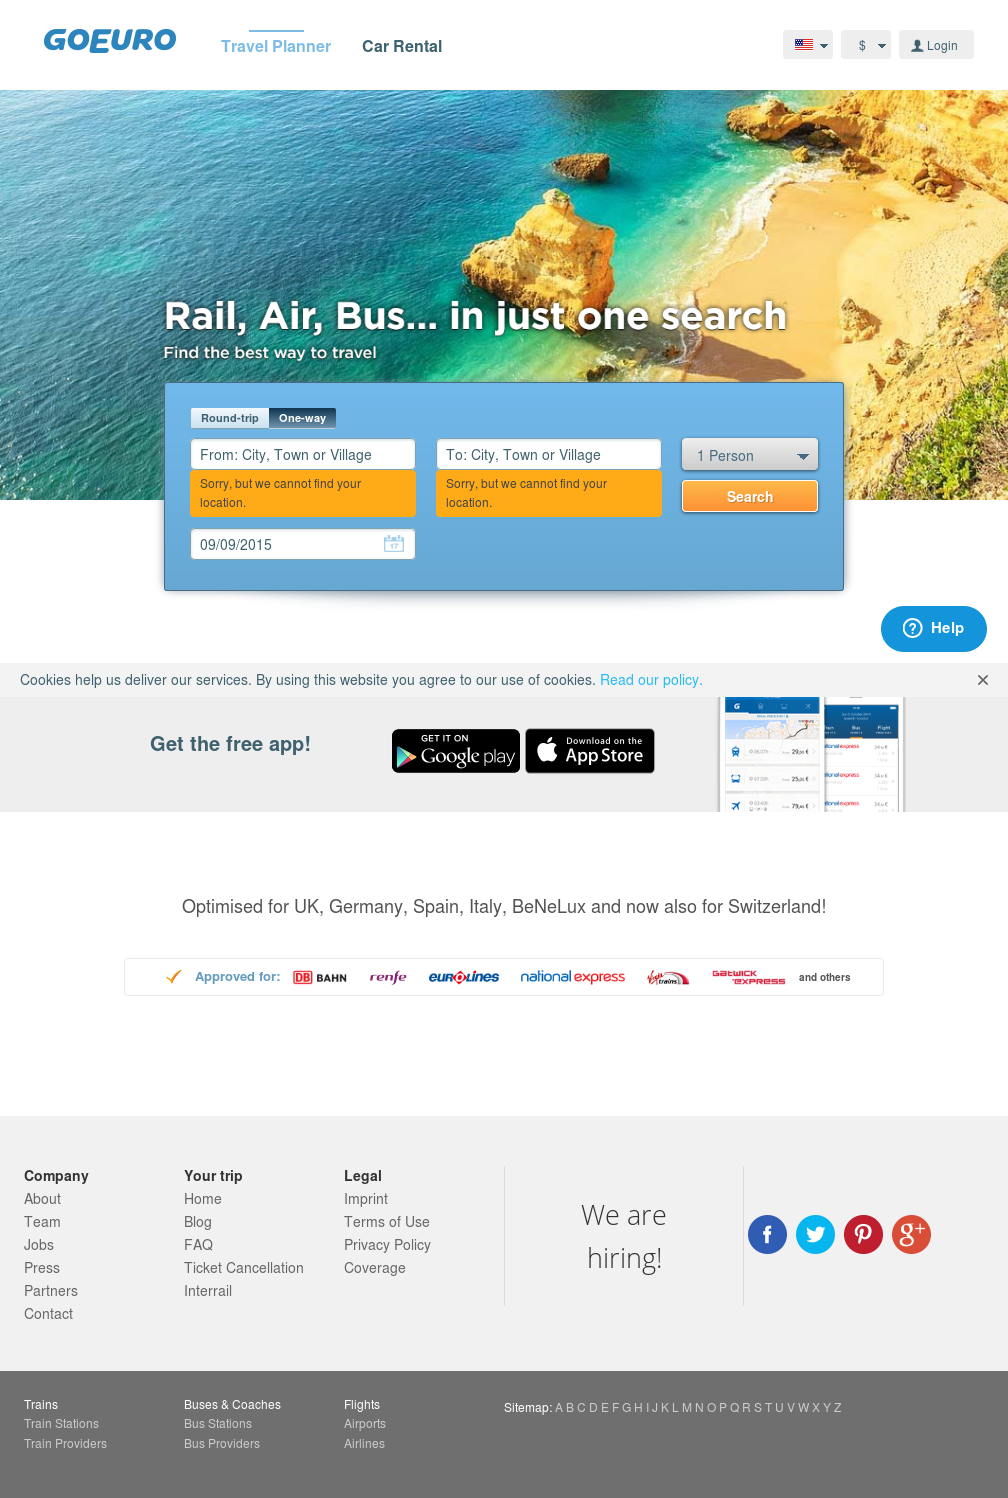 GOEURO
Travel Planner
Car Rental
$
Login
Rail, Air, Bus... in just one search
Find the best way to travel
Round-trip
One-way
From: City, Town or Village
To: City, Town or Village
1 Person
Sorry, but we cannot find your
location.
Sorry, but we cannot find your
location.
Search
09/09/2015
17
Help
Cookies help us deliver our services. By using this website you agree to our use of cookies. Read our policy.
Get the free app!
GET IT ON
Google play
Download on the
App Store
Optimised for UK, Germany, Spain, Italy, BeNeLux and now also for Switzerland!
Approved for:
DB BAHN
renfe
EUROLINES
national express
Virgin trains
GATWICK EXPRESS
and others
Company
About
Team
Jobs
Press
Partners
Contact
Your trip
Home
Blog
FAQ
Ticket Cancellation
Interrail
Legal
Imprint
Terms of Use
Privacy Policy
Coverage
We are
hiring!
Trains
Train Stations
Train Providers
Buses & Coaches
Bus Stations
Bus Providers
Flights
Airports
Airlines
Sitemap: A B C D E F G H I J K L M N O P Q R S T U V W X Y Z